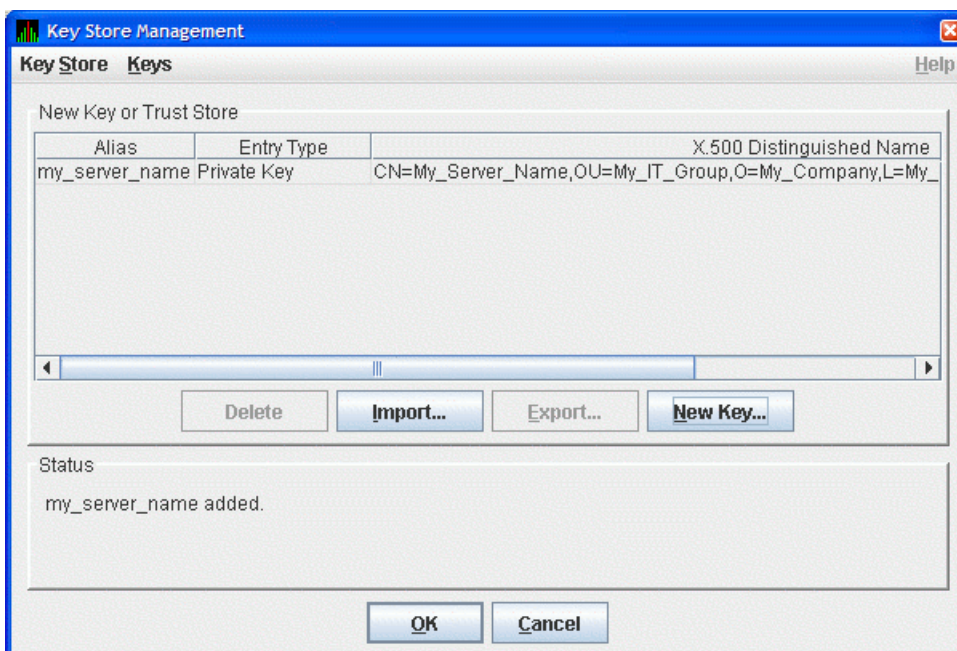 Key Store Management
Key Store Keys Help
New Key or Trust Store
Alias Entry Type X.500 Distinguished Name
my_server_name Private Key CN=My_Server_Name,OU=My_IT_Group,O=My_Company,L=My_
Delete Import... Export... New Key...
Status
my_server_name added.
OK Cancel